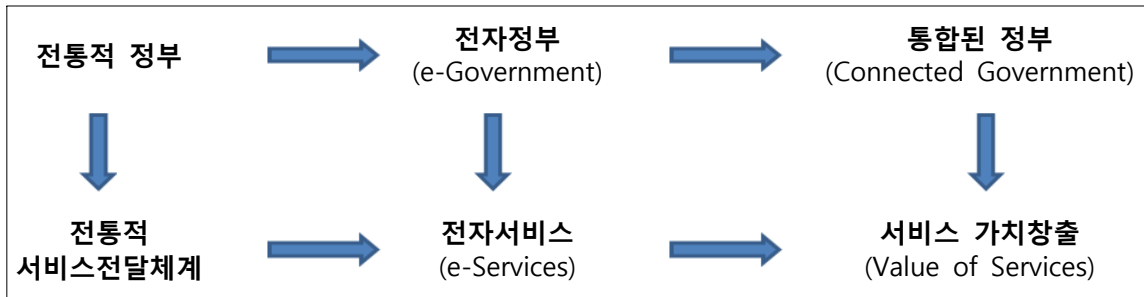 전통적 정부
전자정부
(e-Government)
통합된 정부
(Connected Government)
전통적
서비스전달체계
전자서비스
(e-Services)
서비스 가치창출
(Value of Services)